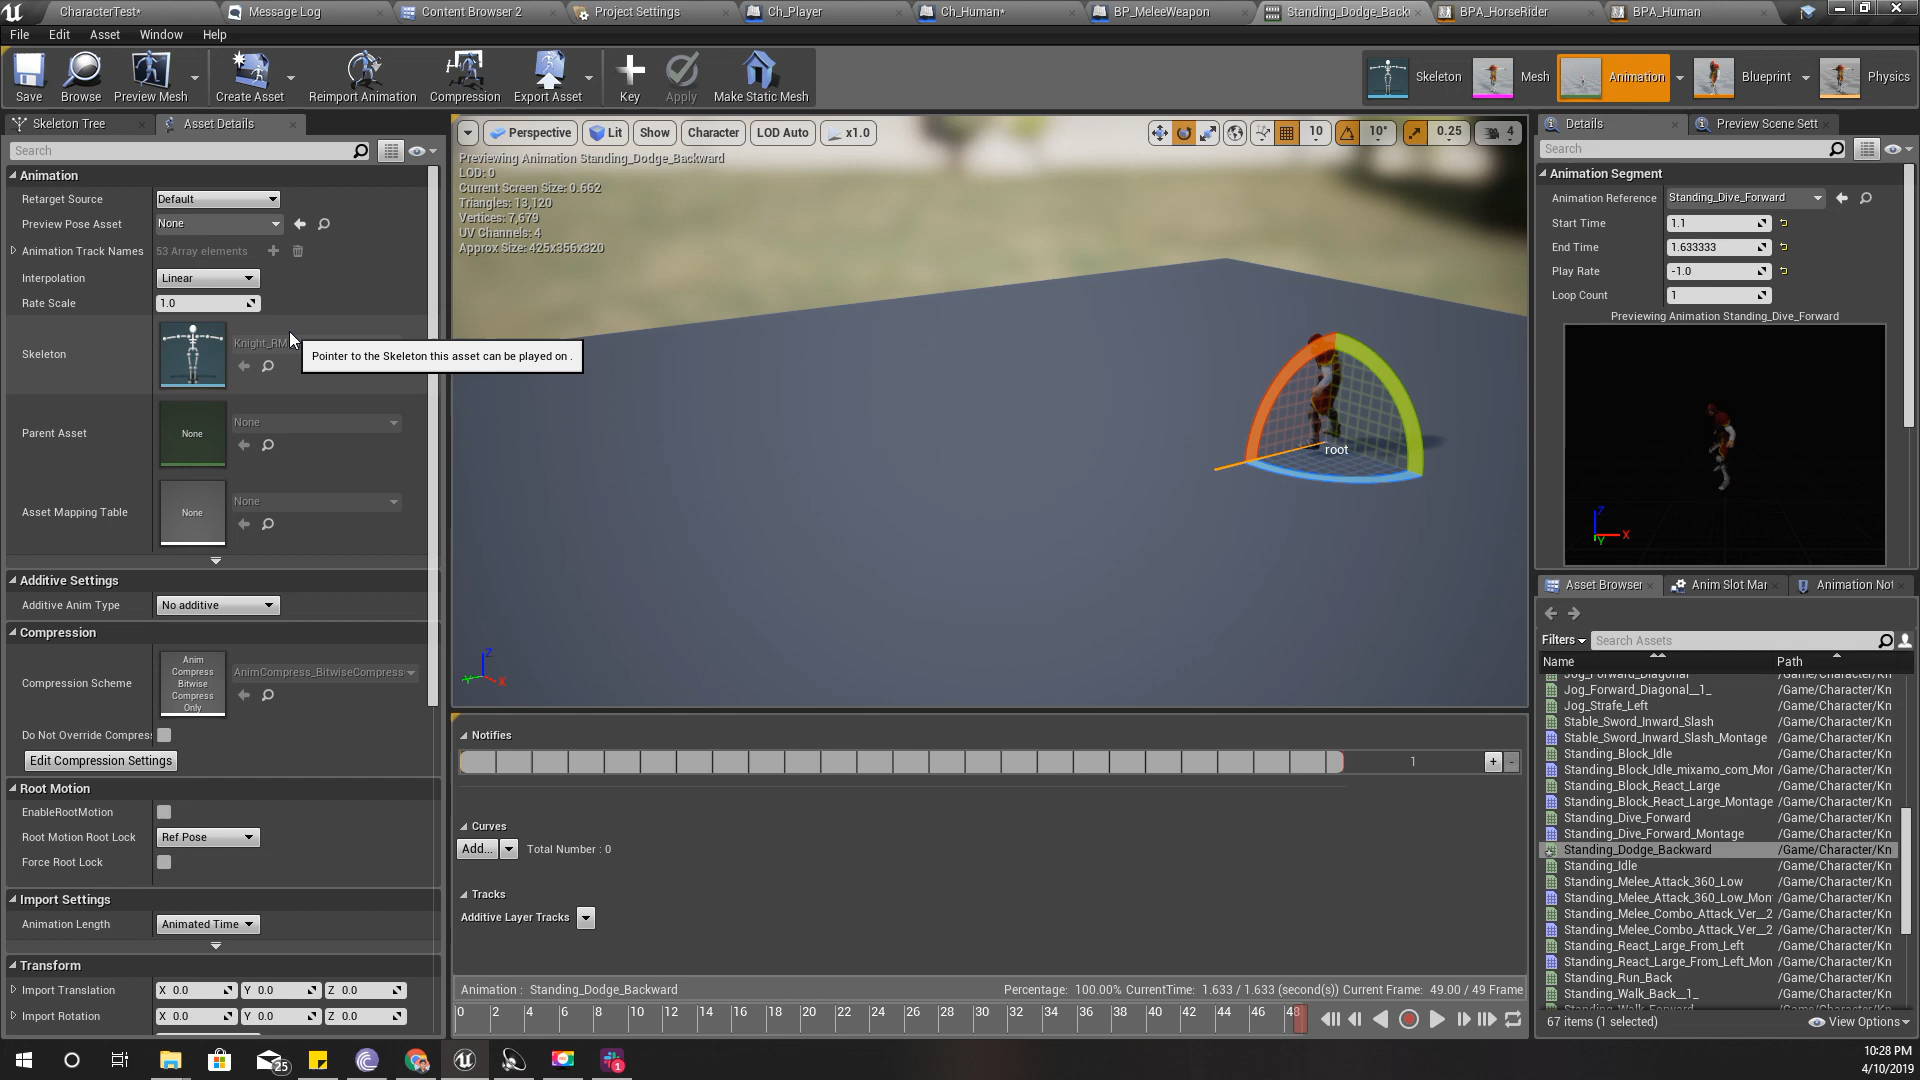 CharacterTest*
Message Log
Content Browser 2
Project Settings
Ch_Player
Ch_Human*
BP_MeleeWeapon
Standing_Dodge_Back
BPA_HorseRider
BPA_Human
File Edit Asset Window Help
Save
Browse
Preview Mesh
Create Asset
Reimport Animation
Compression
Export Asset
Key
Apply
Make Static Mesh
Skeleton
Mesh
Animation
Blueprint
Physics
Skeleton Tree
Asset Details
Search
Animation
Retarget Source Default
Preview Pose Asset None
Animation Track Names 53 Array elements
Interpolation Linear
Rate Scale 1.0
Skeleton Knight_RM
Pointer to the Skeleton this asset can be played on .
Parent Asset None None
Asset Mapping Table None None
Additive Settings
Additive Anim Type No additive
Compression
Compression Scheme
Anim
Compress
Bitwise
Compress
Only
AnimCompress_BitwiseCompress
Do Not Override Compres
Edit Compression Settings
Root Motion
EnableRootMotion
Root Motion Root Lock Ref Pose
Force Root Lock
Import Settings
Animation Length Animated Time
Transform
Import Translation X 0.0 Y 0.0 Z 0.0
Import Rotation X 0.0 Y 0.0 Z 0.0
Perspective Lit Show Character LOD Auto x1.0
10 10° 0.25 4
Previewing Animation Standing_Dodge_Backward
LOD: 0
Current Screen Size: 0.662
Triangles: 13,120
Vertices: 7,679
UV Channels: 4
Approx Size: 425x356x320
root
Z
Y X
Notifies
1 + -
Curves
Add... Total Number : 0
Tracks
Additive Layer Tracks
Animation : Standing_Dodge_Backward
Percentage: 100.00% CurrentTime: 1.633 / 1.633 (second(s)) Current Frame: 49.00 / 49 Frame
0 2 4 6 8 10 12 14 16 18 20 22 24 26 28 30 32 34 36 38 40 42 44 46 48
Details
Preview Scene Sett
Search
Animation Segment
Animation Reference Standing_Dive_Forward
Start Time 1.1
End Time 1.633333
Play Rate -1.0
Loop Count 1
Previewing Animation Standing_Dive_Forward
Z
X
Y
Asset Browser
Anim Slot Mar
Animation Not
Filters Search Assets
Name Path
Jog_Forward_Diagonal /Game/Character/Kn
Jog_Forward_Diagonal__1_ /Game/Character/Kn
Jog_Strafe_Left /Game/Character/Kn
Stable_Sword_Inward_Slash /Game/Character/Kn
Stable_Sword_Inward_Slash_Montage /Game/Character/Kn
Standing_Block_Idle /Game/Character/Kn
Standing_Block_Idle_mixamo_com_Mor /Game/Character/Kn
Standing_Block_React_Large /Game/Character/Kn
Standing_Block_React_Large_Montage /Game/Character/Kn
Standing_Dive_Forward /Game/Character/Kn
Standing_Dive_Forward_Montage /Game/Character/Kn
Standing_Dodge_Backward /Game/Character/Kn
Standing_Idle /Game/Character/Kn
Standing_Melee_Attack_360_Low /Game/Character/Kn
Standing_Melee_Attack_360_Low_Mon /Game/Character/Kn
Standing_Melee_Combo_Attack_Ver__2 /Game/Character/Kn
Standing_Melee_Combo_Attack_Ver__2 /Game/Character/Kn
Standing_React_Large_From_Left /Game/Character/Kn
Standing_React_Large_From_Left_Mon /Game/Character/Kn
Standing_Run_Back /Game/Character/Kn
Standing_Walk_Back__1_ /Game/Character/Kn
67 items (1 selected) View Options
25
1
10:28 PM
4/10/2019